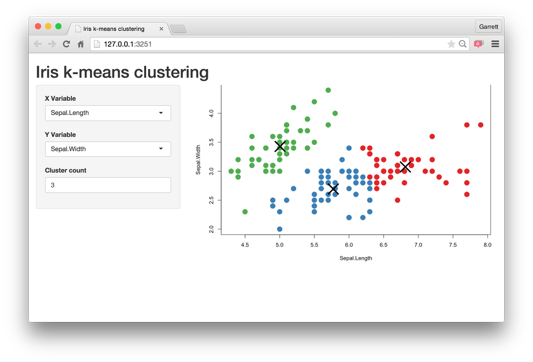 Iris k-means clustering
Garrett
127.0.0.1:3251
Iris k-means clustering
X Variable
Sepal.Length
Y Variable
Sepal.Width
Cluster count
3
Sepal.Width
4.0
3.5
3.0
2.5
2.0
4.5 5.0 5.5 6.0 6.5 7.0 7.5 8.0
Sepal.Length